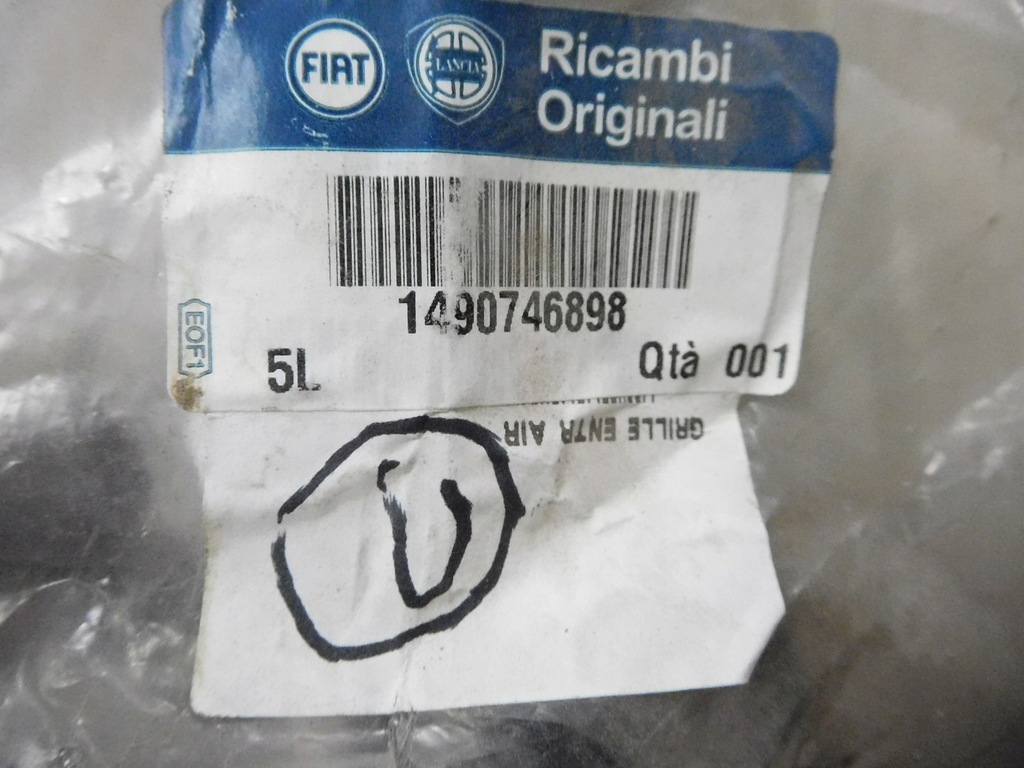 FIAT
LANCIA
Ricambi
Originali
1490746898
EOF1
5L
Qtà 001
GRILLE ENTR AIR
U